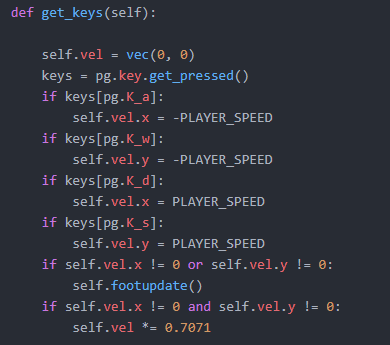 def get_keys(self):
self.vel = vec(0, 0)
keys = pg.key.get_pressed()
if keys[pg.K_a]:
self.vel.x = -PLAYER_SPEED
if keys[pg.K_w]:
self.vel.y = -PLAYER_SPEED
if keys[pg.K_d]:
self.vel.x = PLAYER_SPEED
if keys[pg.K_s]:
self.vel.y = PLAYER_SPEED
if self.vel.x != 0 or self.vel.y != 0:
self.footupdate()
if self.vel.x != 0 and self.vel.y != 0:
self.vel *= 0.7071